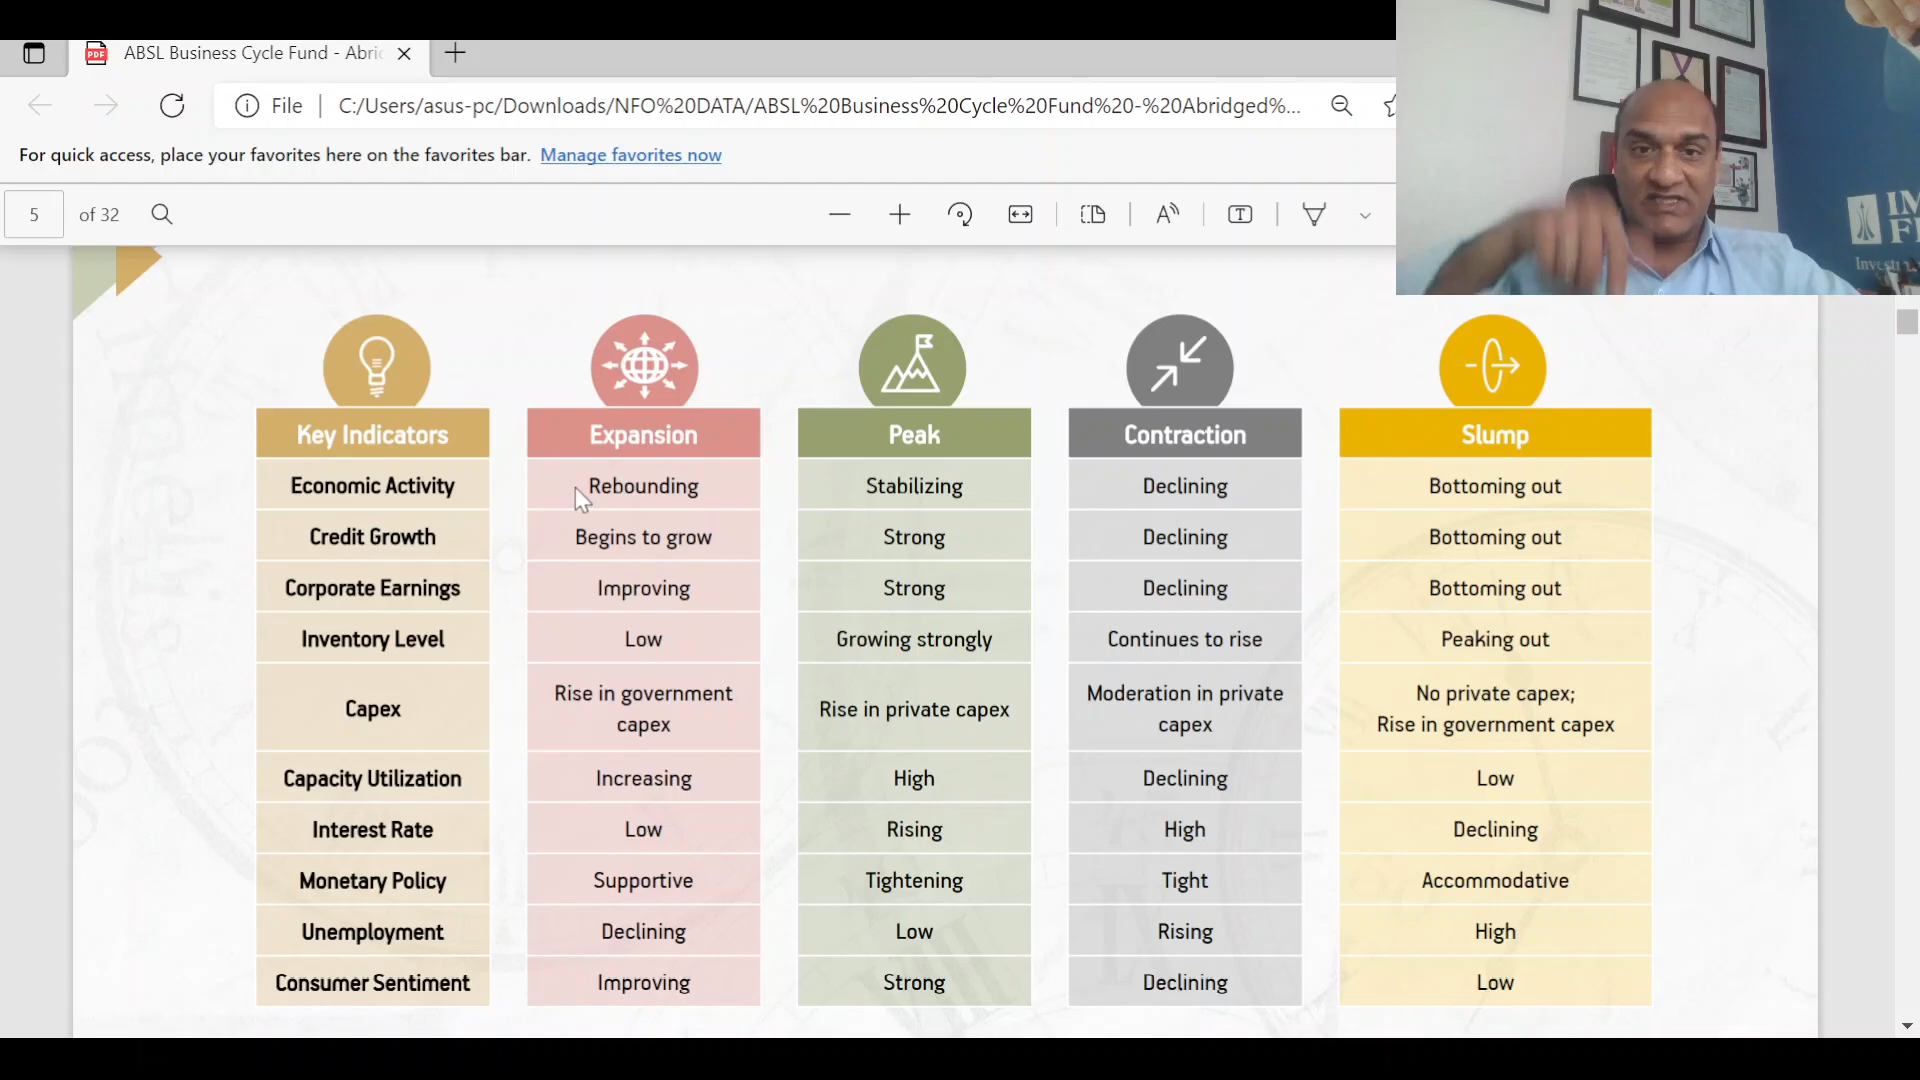 ABSL Business Cycle Fund - Abri
File
C:/Users/asus-pc/Downloads/NFO%20DATA/ABSL%20Business%20Cycle%20Fund%20-%20Abridged%...
For quick access, place your favorites here on the favorites bar. Manage favorites now
5 of 32
Key Indicators Expansion Peak Contraction Slump
Economic Activity Rebounding Stabilizing Declining Bottoming out
Credit Growth Begins to grow Strong Declining Bottoming out
Corporate Earnings Improving Strong Declining Bottoming out
Inventory Level Low Growing strongly Continues to rise Peaking out
Capex Rise in government capex Rise in private capex Moderation in private capex No private capex; Rise in government capex
Capacity Utilization Increasing High Declining Low
Interest Rate Low Rising High Declining
Monetary Policy Supportive Tightening Tight Accommodative
Unemployment Declining Low Rising High
Consumer Sentiment Improving Strong Declining Low